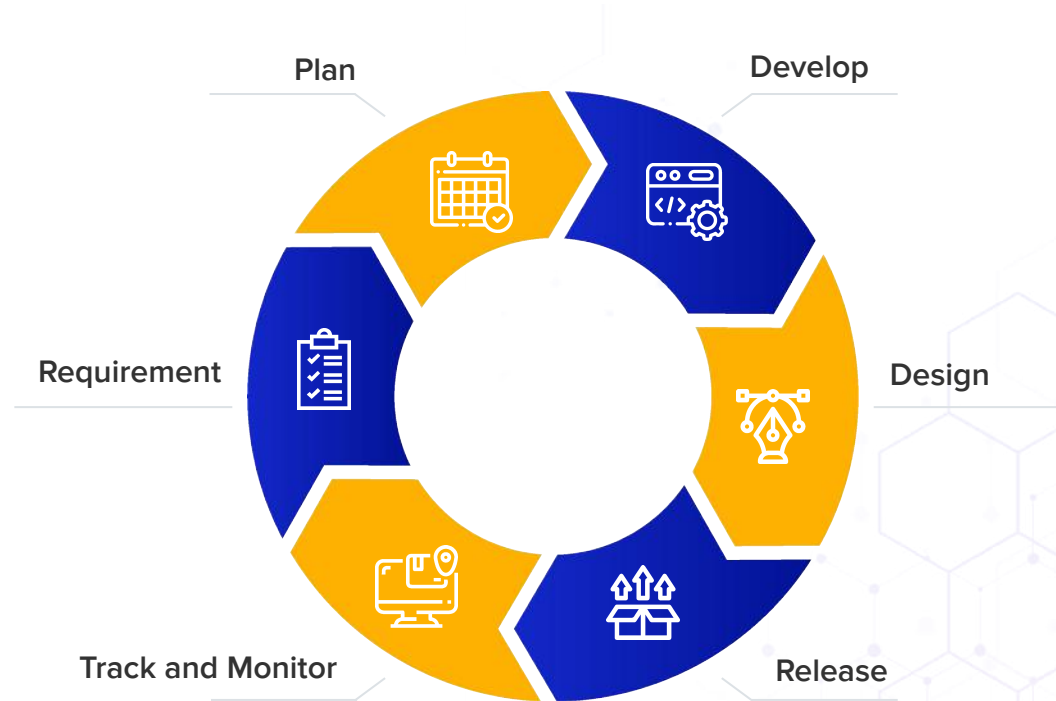 Plan
Develop
Requirement
Design
Track and Monitor
Release